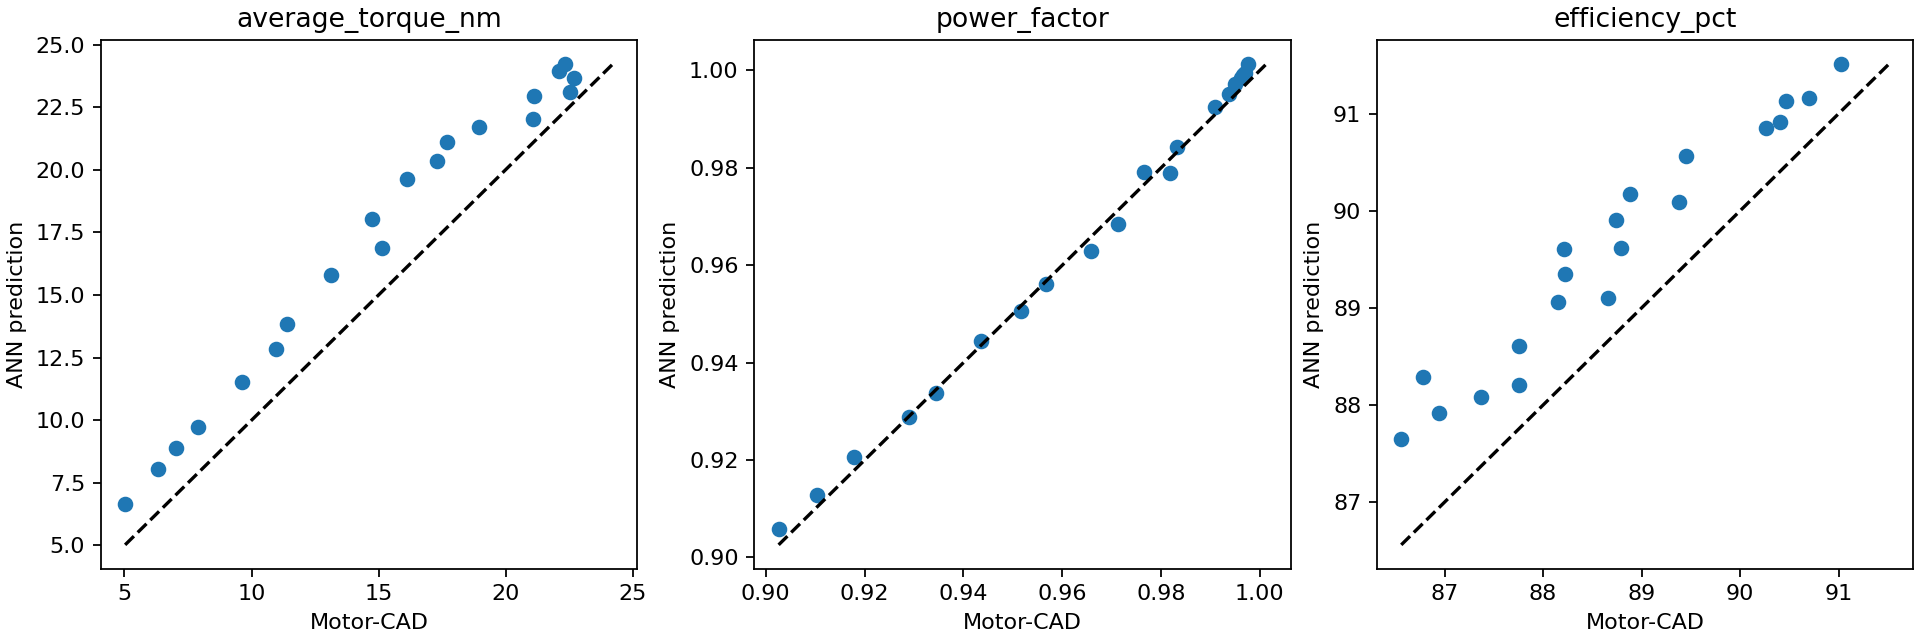 average_torque_nm
25.0
22.5
20.0
17.5
15.0
12.5
10.0
7.5
5.0
ANN prediction
5 10 15 20 25
Motor-CAD
power_factor
1.00
0.98
0.96
0.94
0.92
0.90
ANN prediction
0.90 0.92 0.94 0.96 0.98 1.00
Motor-CAD
efficiency_pct
91
90
89
88
87
ANN prediction
87 88 89 90 91
Motor-CAD